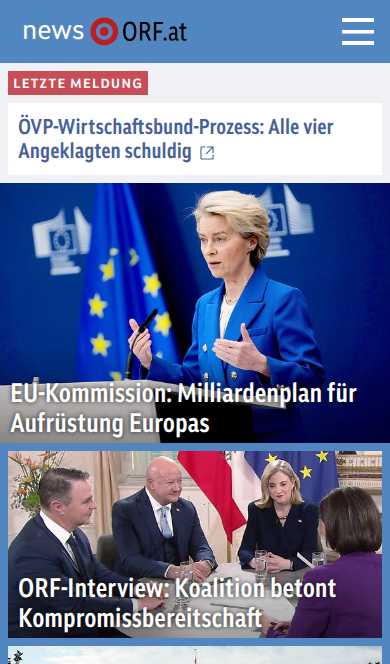 news ORF.at
LETZTE MELDUNG
ÖVP-Wirtschaftsbund-Prozess: Alle vier
Angeklagten schuldig
EU-Kommission: Milliardenplan für
Aufrüstung Europas
ORF-Interview: Koalition betont
Kompromissbereitschaft